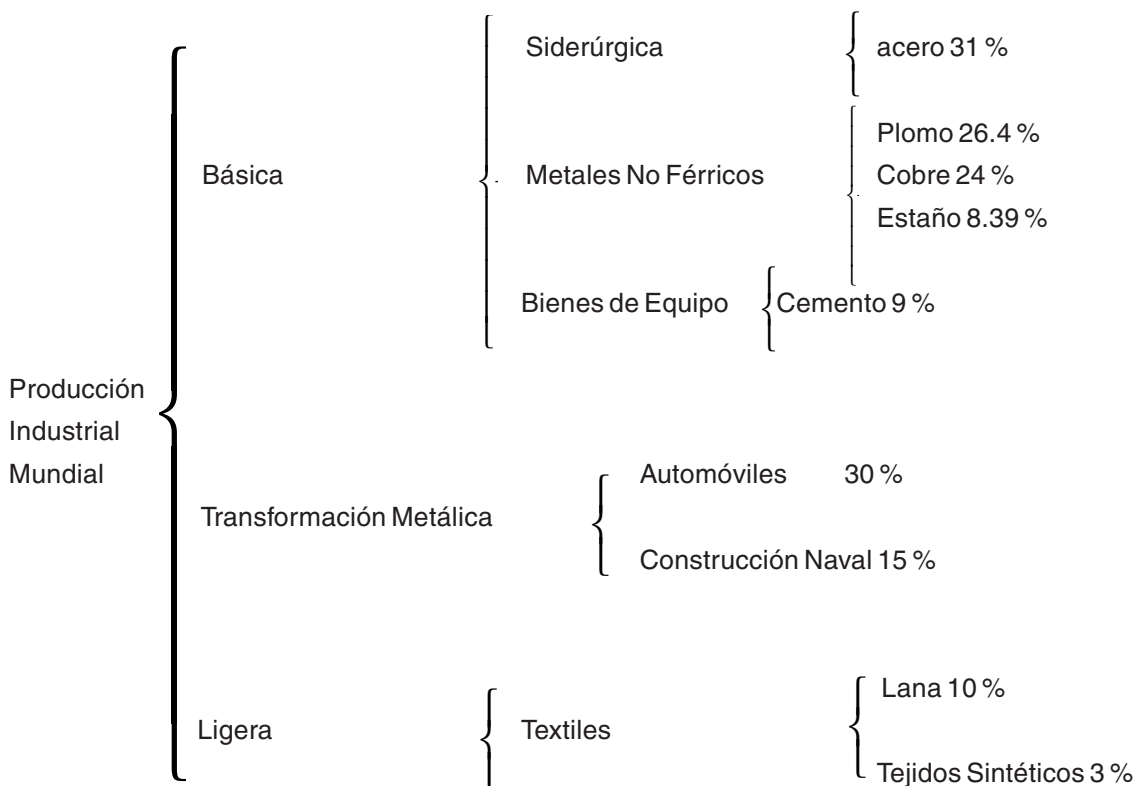 Siderúrgica
acero 31 %
Básica
Metales No Férricos
Plomo 26.4 %
Cobre 24 %
Estaño 8.39 %
Bienes de Equipo
Cemento 9 %
Producción
Industrial
Mundial
Transformación Metálica
Automóviles 30 %
Construcción Naval 15 %
Ligera
Textiles
Lana 10 %
Tejidos Sintéticos 3 %